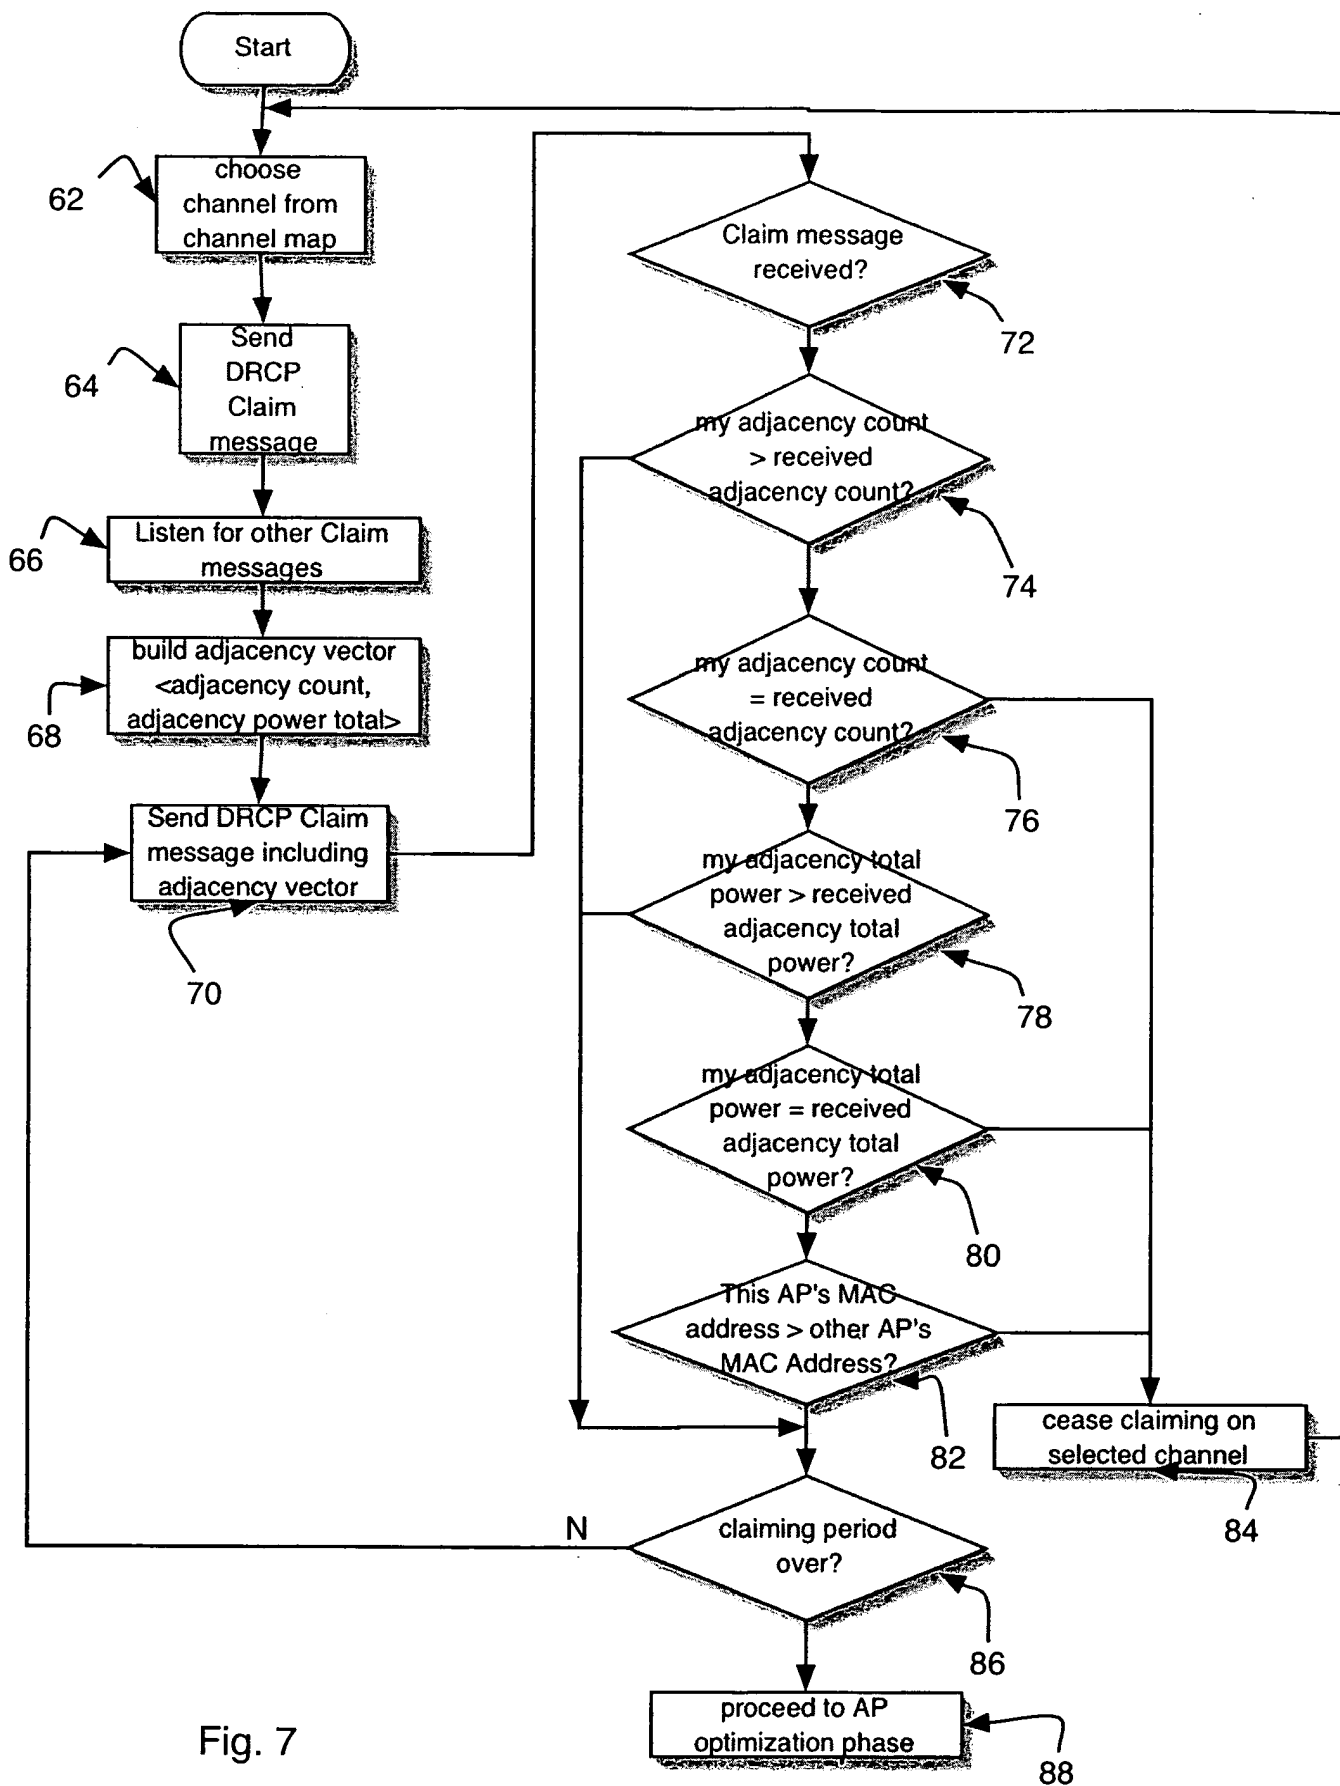 Start
choose
channel from
channel map
62
Send
DRCP
Claim
message
64
Listen for other Claim
messages
66
build adjacency vector
<adjacency count,
adjacency power total>
68
Send DRCP Claim
message including
adjacency vector
70
Claim message
received?
72
my adjacency count
> received
adjacency count?
74
my adjacency count
= received
adjacency count?
76
my adjacency total
power > received
adjacency total
power?
78
my adjacency total
power = received
adjacency total
power?
80
This AP's MAC
address > other AP's
MAC Address?
82
cease claiming on
selected channel
84
claiming period
over?
N
86
proceed to AP
optimization phase
88
Fig. 7